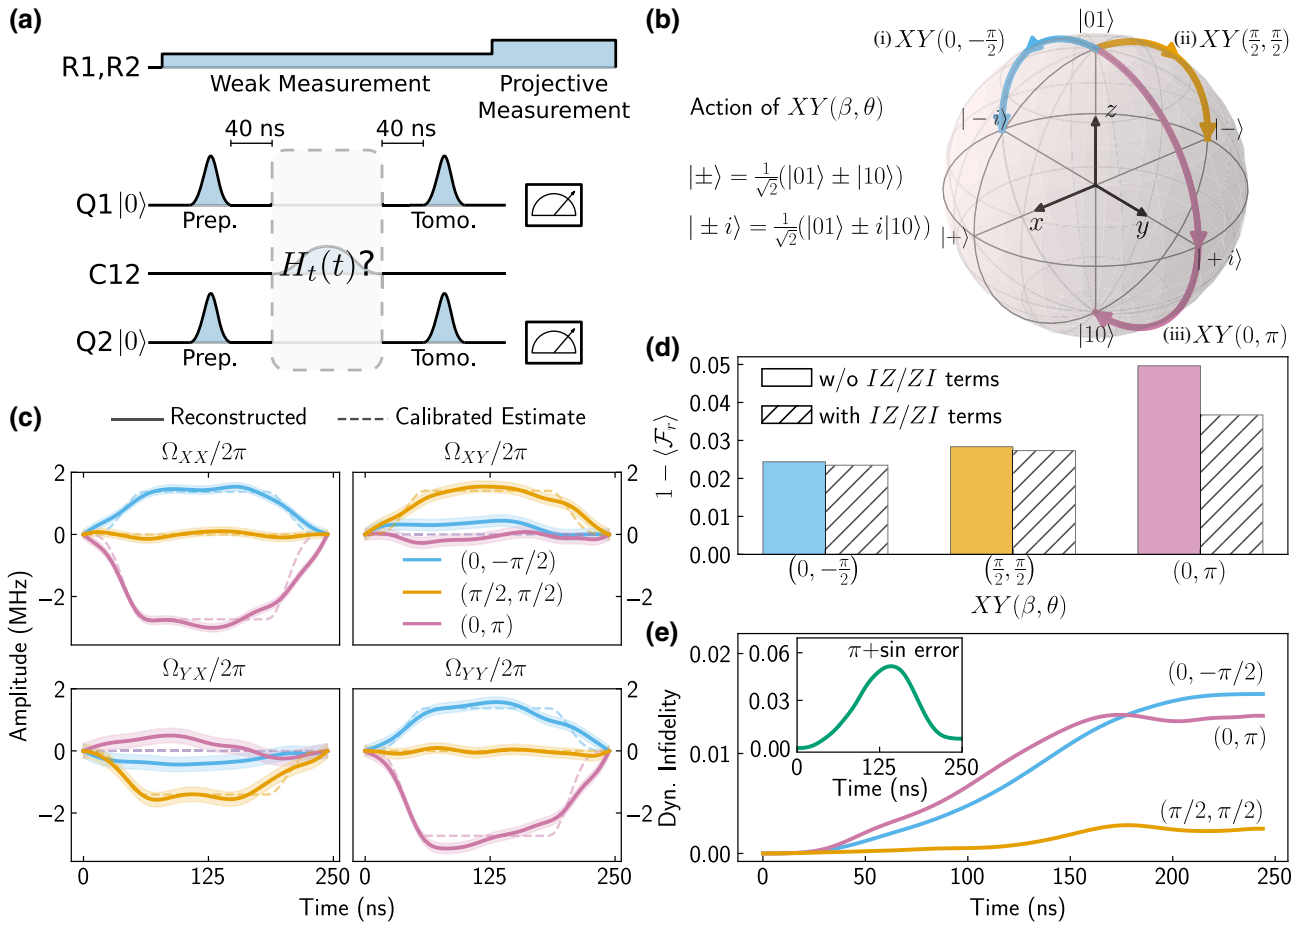 (a)
R1,R2
Weak Measurement
Projective
Measurement
40 ns
40 ns
Q1 |0⟩
Prep.
Tomo.
C12
H_t(t)?
Q2 |0⟩
Prep.
Tomo.
(b)
|01⟩
(i) XY(0, −π/2)
(ii) XY(π/2, π/2)
Action of XY(β, θ)
|−i⟩
|−⟩
z
|±⟩ = 1/√2(|01⟩ ± |10⟩)
x
y
|±i⟩ = 1/√2(|01⟩ ± i|10⟩)
|+⟩
|+i⟩
|10⟩
(iii) XY(0, π)
(c)
Reconstructed
Calibrated Estimate
Ω_XX/2π
Ω_XY/2π
2
0
−2
2
0
−2
(0, −π/2)
(π/2, π/2)
(0, π)
Amplitude (MHz)
Ω_YX/2π
Ω_YY/2π
2
0
−2
2
0
−2
0
125
250
0
125
250
Time (ns)
Time (ns)
(d)
0.05
0.04
0.03
0.02
0.01
0.00
1 − ⟨F_r⟩
w/o IZ/ZI terms
with IZ/ZI terms
(0, −π/2)
(π/2, π/2)
(0, π)
XY(β, θ)
(e)
0.02
0.01
0.00
Dyn. Infidelity
0.06
0.03
0.00
π+sin error
0
125
250
Time (ns)
(0, −π/2)
(0, π)
(π/2, π/2)
0
50
100
150
200
250
Time (ns)